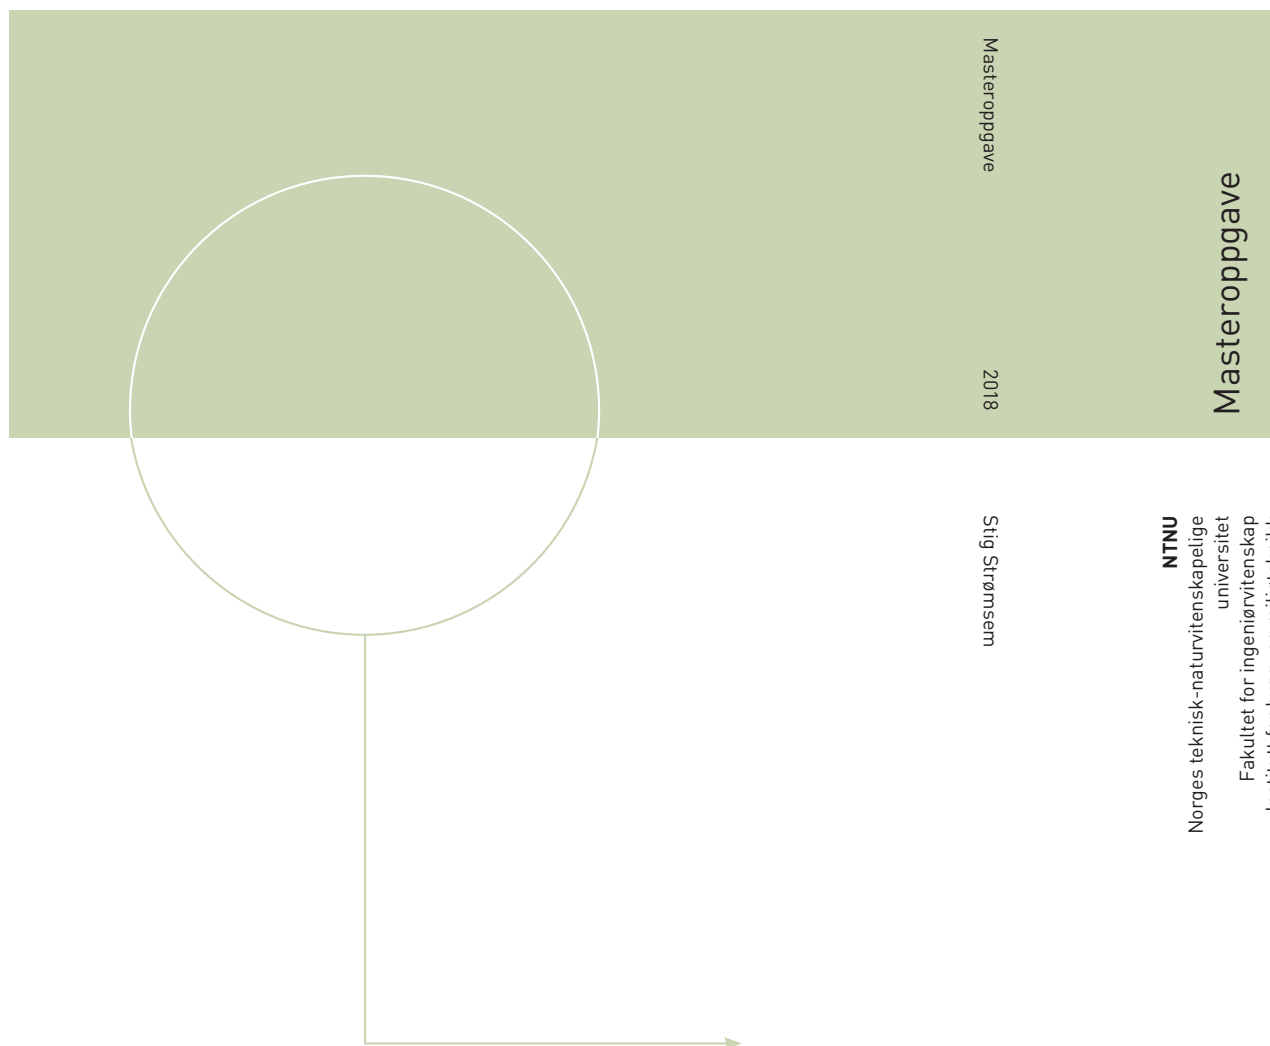 Masteroppgave
2018
Stig Strømsem
Masteroppgave
NTNU
Norges teknisk-naturvitenskapelige
universitet
Fakultet for ingeniørvitenskap